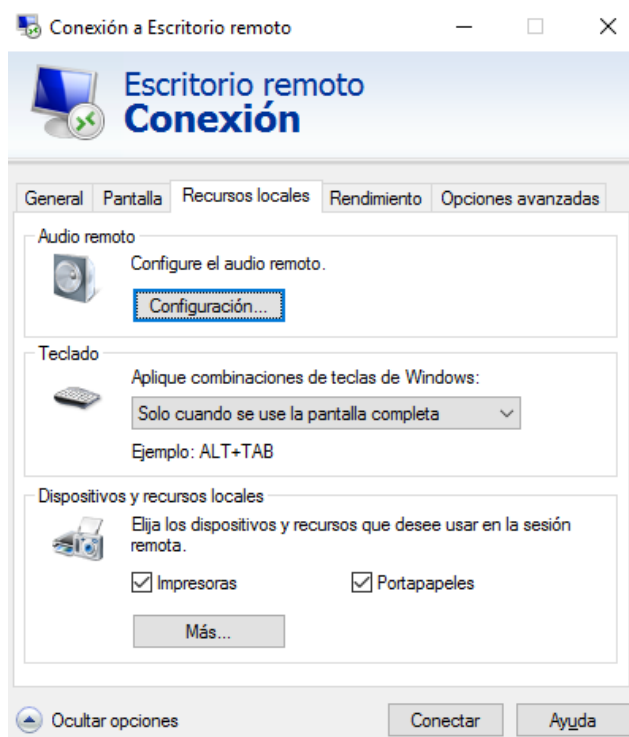 Conexión a Escritorio remoto
Escritorio remoto
Conexión
General Pantalla Recursos locales Rendimiento Opciones avanzadas
Audio remoto
Configure el audio remoto.
Configuración...
Teclado
Aplique combinaciones de teclas de Windows:
Solo cuando se use la pantalla completa
Ejemplo: ALT+TAB
Dispositivos y recursos locales
Elija los dispositivos y recursos que desee usar en la sesión
remota.
Impresoras Portapapeles
Más...
Ocultar opciones Conectar Ayuda